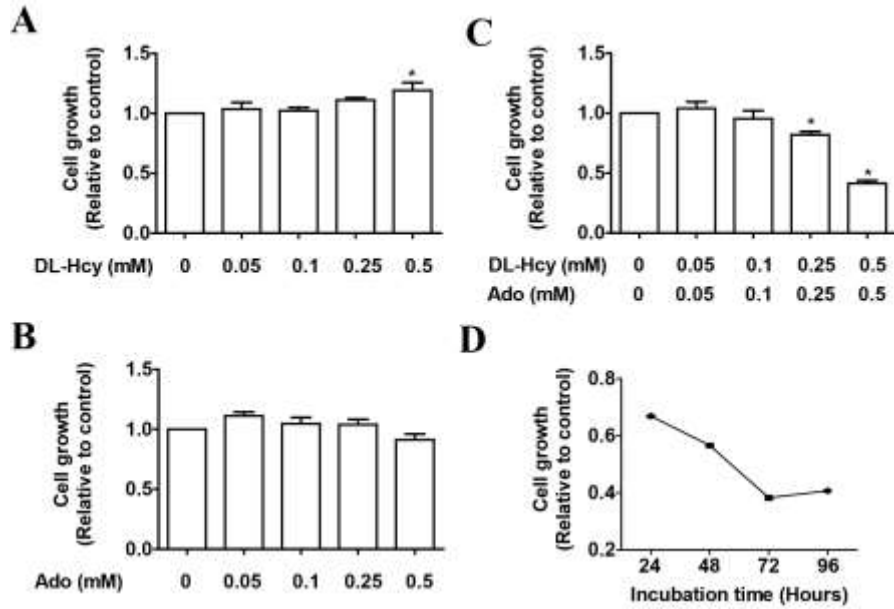 A
Cell growth
(Relative to control)
1.5
1.0
0.5
0.0
*
DL-Hcy (mM) 0 0.05 0.1 0.25 0.5
B
Cell growth
(Relative to control)
1.5
1.0
0.5
0.0
Ado (mM) 0 0.05 0.1 0.25 0.5
C
Cell growth
(Relative to control)
1.5
1.0
0.5
0.0
*
*
DL-Hcy (mM) 0 0.05 0.1 0.25 0.5
Ado (mM) 0 0.05 0.1 0.25 0.5
D
Cell growth
(Relative to control)
0.8
0.6
0.4
0.2
24 48 72 96
Incubation time (Hours)